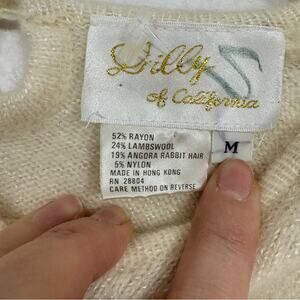 Silly
of California
52% RAYON
24% LAMBSWOOL
19% ANGORA RABBIT HAIR
5% NYLON
MADE IN HONG KONG
RN 28804
CARE METHOD ON REVERSE
M